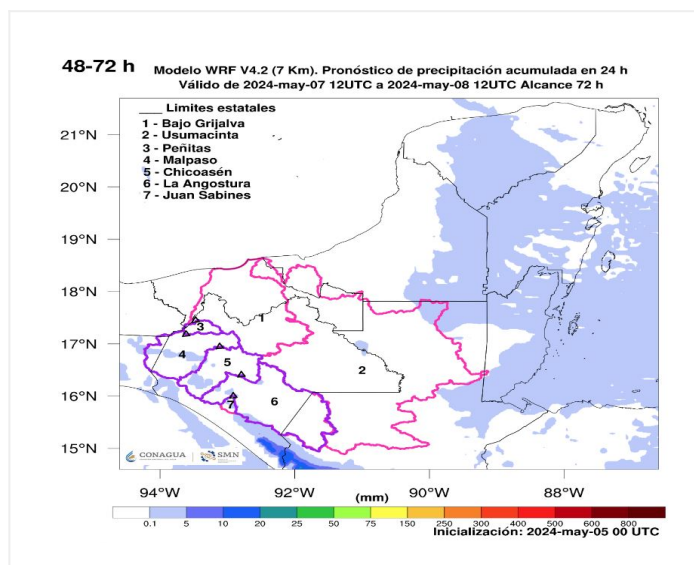 48-72 h
Modelo WRF V4.2 (7 Km). Pronóstico de precipitación acumulada en 24 h
Válido de 2024-may-07 12UTC a 2024-may-08 12UTC Alcance 72 h
Limites estatales
1 - Bajo Grijalva
2 - Usumacinta
3 - Peñitas
4 - Malpaso
5 - Chicoasén
6 - La Angostura
7 - Juan Sabines
21°N
20°N
19°N
18°N
17°N
16°N
15°N
1
2
3
4
5
6
7
CONAGUA
SMN
94°W 92°W 90°W 88°W
(mm)
0.1 5 10 20 25 50 75 150 250 300 400 500 600 800
Inicialización: 2024-may-05 00 UTC